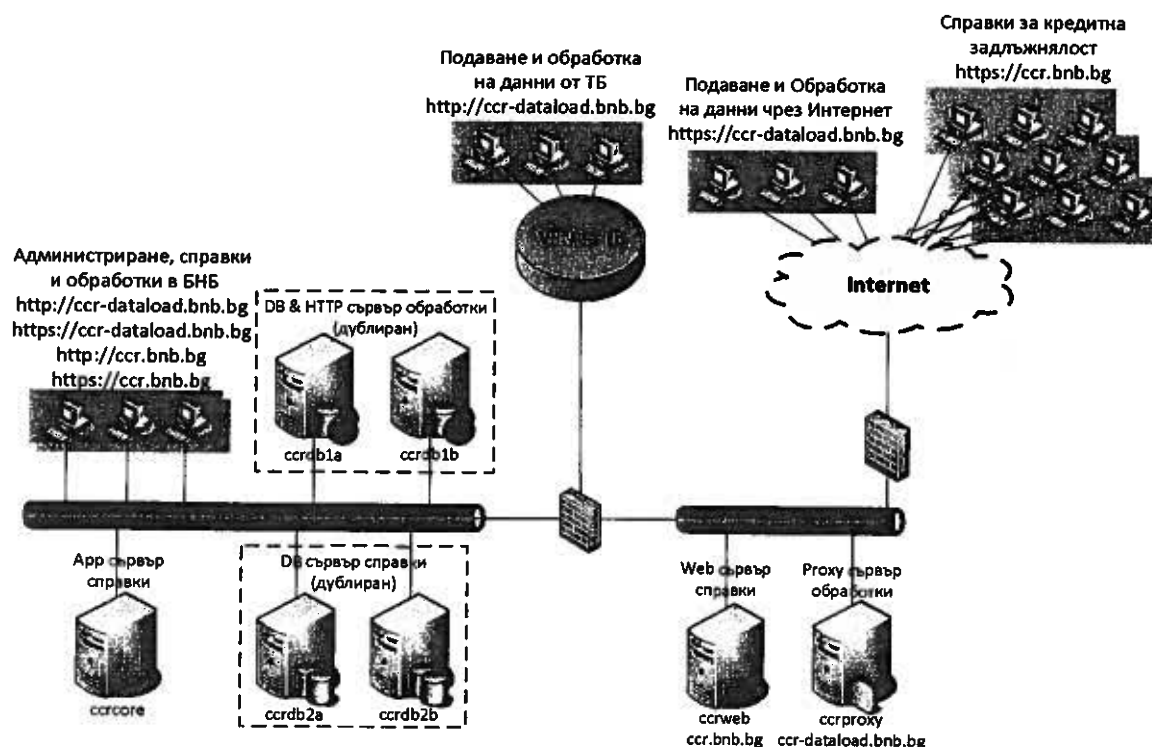 Справки за кредитна
задлъжнялост
https://ccr.bnb.bg
Подаване и обработка
на данни от ТБ
http://ccr-dataload.bnb.bg
Подаване и Обработка
на данни чрез Интернет
https://ccr-dataload.bnb.bg
Internet
Администриране, справки
и обработки в БНБ
http://ccr-dataload.bnb.bg
https://ccr-dataload.bnb.bg
http://ccr.bnb.bg
https://ccr.bnb.bg
DB & HTTP сървър обработки
(дублиран)
ccrdb1a
ccrdb1b
App сървър
справки
ccrcore
DB сървър справки
(дублиран)
ccrdb2a
ccrdb2b
Web сървър
справки
ccrweb
ccr.bnb.bg
Proxy сървър
обработки
ccrproxy
ccr-dataload.bnb.bg